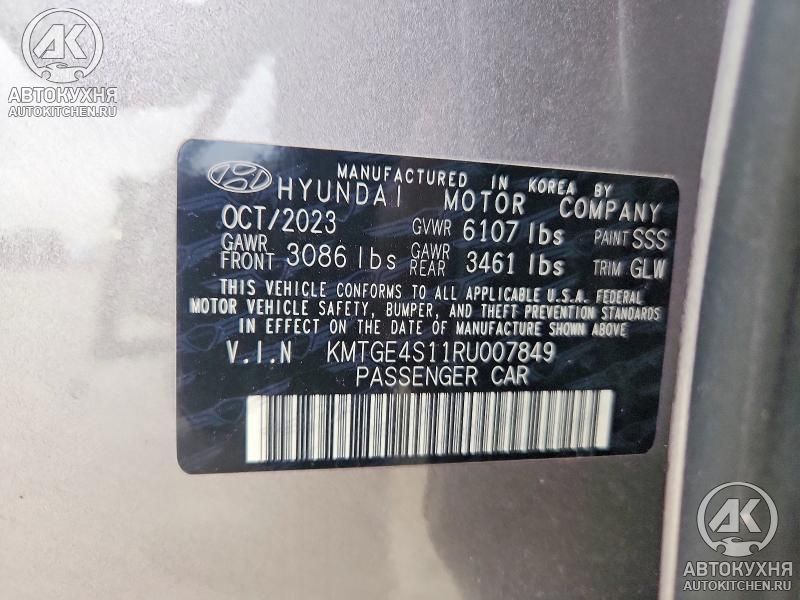 AK
АВТОКУХНЯ
AUTOKITCHEN.RU
MANUFACTURED IN KOREA BY
HYUNDAI MOTOR COMPANY
OCT/2023 GVWR 6107 lbs PAINT SSS
GAWR FRONT 3086 lbs GAWR REAR 3461 lbs TRIM GLW
THIS VEHICLE CONFORMS TO ALL APPLICABLE U.S.A. FEDERAL
MOTOR VEHICLE SAFETY, BUMPER, AND THEFT PREVENTION STANDARDS
IN EFFECT ON THE DATE OF MANUFACTURE SHOWN ABOVE.
V.I.N KMTGE4S11RU007849
PASSENGER CAR
AK
АВТОКУХНЯ
AUTOKITCHEN.RU